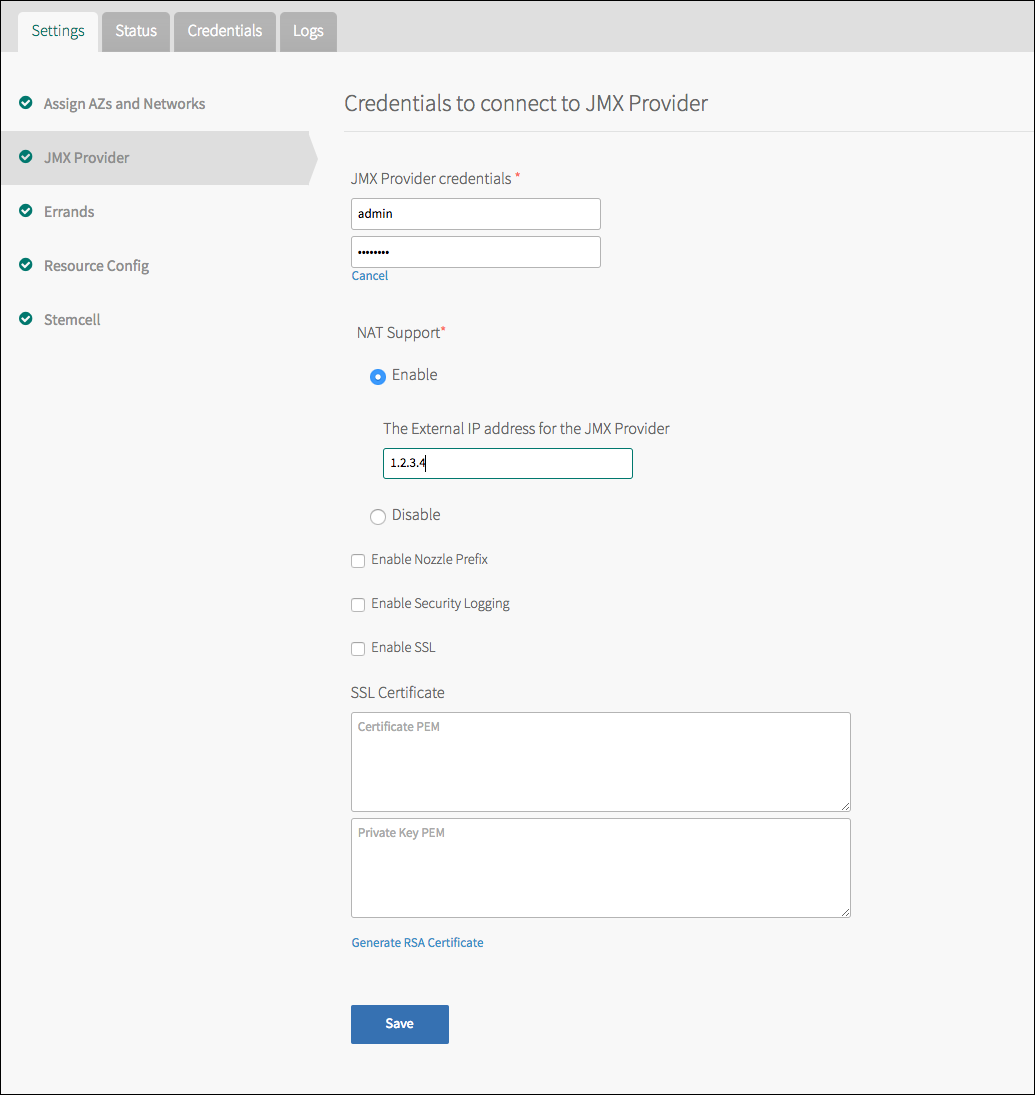 Settings
Status
Credentials
Logs
Assign AZs and Networks
JMX Provider
Errands
Resource Config
Stemcell
Credentials to connect to JMX Provider
JMX Provider credentials *
admin
••••••••
Cancel
NAT Support*
Enable
The External IP address for the JMX Provider
1.2.3.4
Disable
Enable Nozzle Prefix
Enable Security Logging
Enable SSL
SSL Certificate
Certificate PEM
Private Key PEM
Generate RSA Certificate
Save